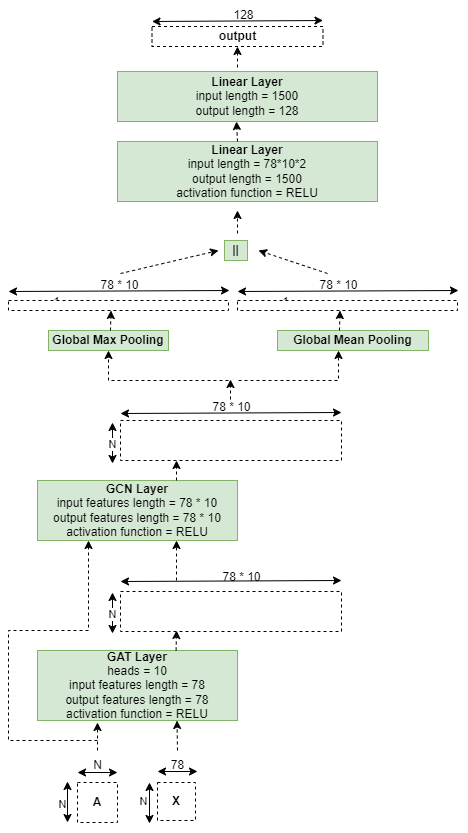 128
output
Linear Layer
input length = 1500
output length = 128
Linear Layer
input length = 78*10*2
output length = 1500
activation function = RELU
||
78 * 10
78 * 10
Global Max Pooling
Global Mean Pooling
78 * 10
N
GCN Layer
input features length = 78 * 10
output features length = 78 * 10
activation function = RELU
78 * 10
N
GAT Layer
heads = 10
input features length = 78
output features length = 78
activation function = RELU
N
78
N
A
N
X